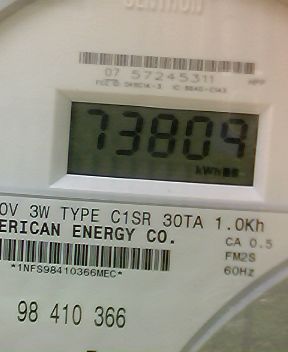 CENTRON
07 57245311
73809
kWh
0V 3W TYPE C1SR 30TA 1.0Kh
ERICAN ENERGY CO.
CA 0.5
FM2S
*1NFS98410366MEC*
60Hz
98 410 366